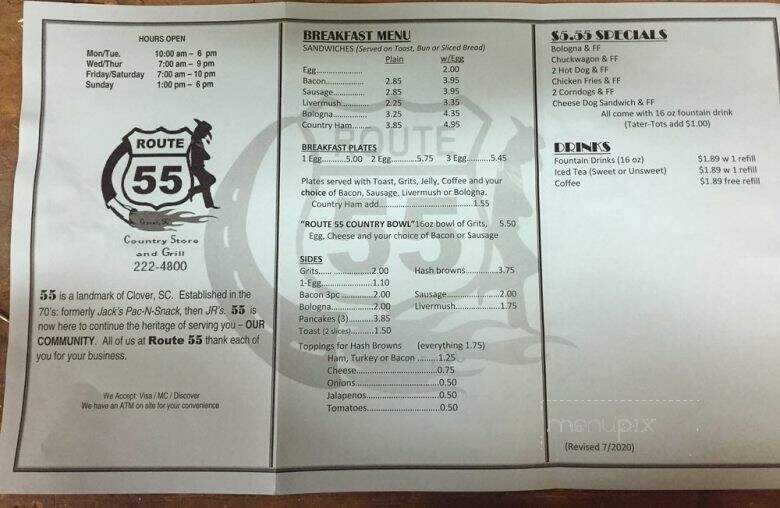 HOURS OPEN
Mon/Tue. 10:00 am – 6 pm
Wed/Thur 7:00 am – 9 pm
Friday/Saturday 7:00 am – 10 pm
Sunday 1:00 pm – 6 pm
ROUTE
55
Clover, SC
Country Store
and Grill
222-4800
55 is a landmark of Clover, SC. Established in the
70's: formerly Jack's Pac-N-Snack, then JR's. 55 is
now here to continue the heritage of serving you – OUR
COMMUNITY. All of us at Route 55 thank each of
you for your business.
We Accept: Visa / MC / Discover
We have an ATM on site for your convenience
BREAKFAST MENU
SANDWICHES (Served on Toast, Bun or Sliced Bread)
Plain w/Egg
Egg..................... 2.00
Bacon................ 2.85 3.95
Sausage............. 2.85 3.95
Livermush........... 2.25 3.35
Bologna............. 3.25 4.35
Country Ham....... 3.85 4.95
BREAKFAST PLATES
1 Egg..........5.00 2 Egg..........5.75 3 Egg..........5.45
Plates served with Toast, Grits, Jelly, Coffee and your
choice of Bacon, Sausage, Livermush or Bologna.
Country Ham add..........................1.55
"ROUTE 55 COUNTRY BOWL" 16oz bowl of Grits, 5.50
Egg, Cheese and your choice of Bacon or Sausage
SIDES
Grits...... ............2.00 Hash browns............3.75
1-Egg..................1.10
Bacon 3pc ..........2.00 Sausage..................2.00
Bologna...............2.00 Livermush...............1.75
Pancakes (3).........3.85
Toast (2 slices).......1.50
Toppings for Hash Browns (everything 1.75)
Ham, Turkey or Bacon .......1.25
Cheese............................0.75
Onions.............................0.50
Jalapenos.........................0.50
Tomatoes.........................0.50
ROUTE
55
$5.55 SPECIALS
Bologna & FF
Chuckwagon & FF
2 Hot Dog & FF
Chicken Fries & FF
2 Corndogs & FF
Cheese Dog Sandwich & FF
All come with 16 oz fountain drink
(Tater-Tots add $1.00)
DRINKS
Fountain Drinks (16 oz) $1.89 w 1 refill
Iced Tea (Sweet or Unsweet) $1.89 w 1 refill
Coffee $1.89 free refill
(Revised 7/2020)